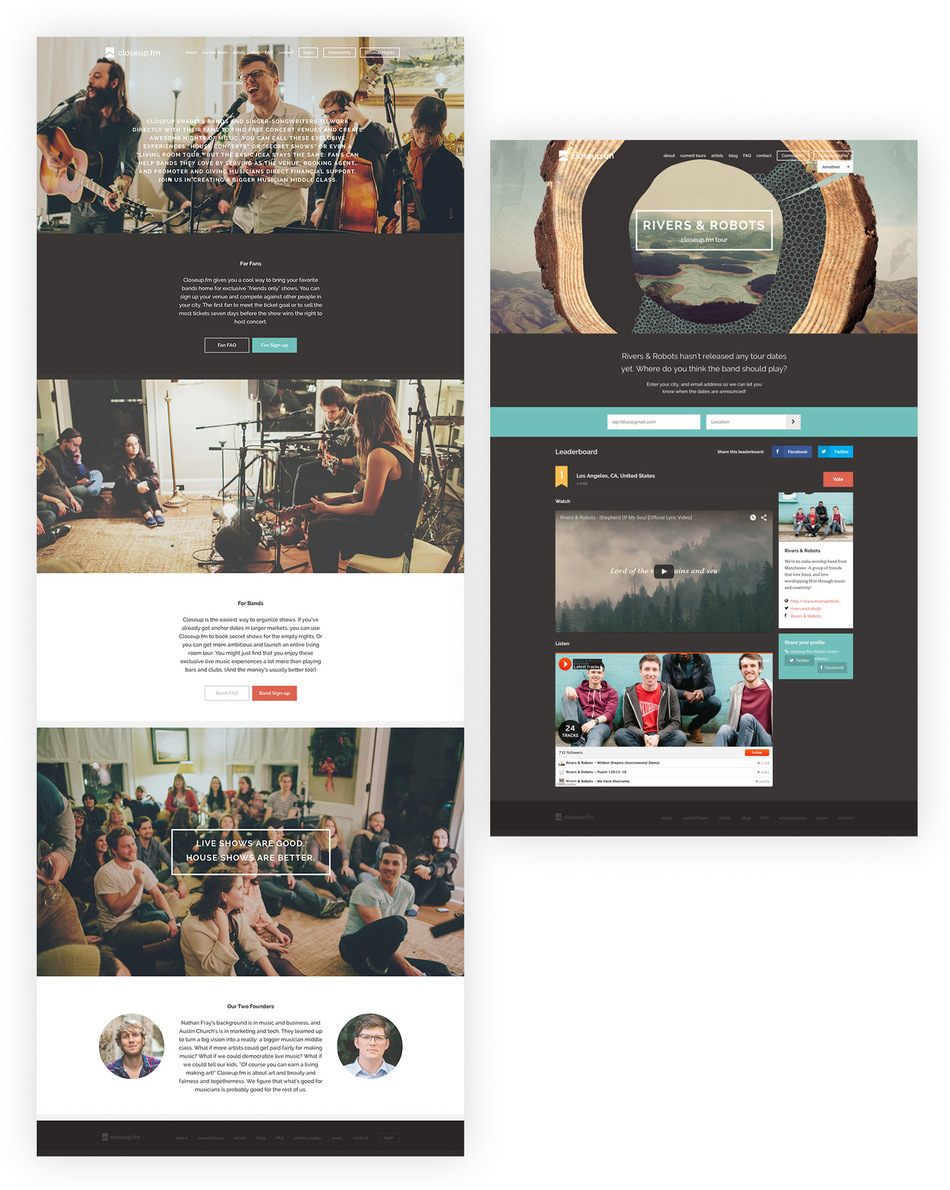 closeup.fm
about current tours artists blog FAQ contact login Community Closeup Nights
CLOSEUP ENABLES BANDS AND SINGER-SONGWRITERS TO WORK
DIRECTLY WITH THEIR FANS TO FIND FREE CONCERT VENUES AND CREATE
AWESOME NIGHTS OF MUSIC. YOU CAN CALL THESE EXCLUSIVE
EXPERIENCES "HOUSE CONCERTS" OR "SECRET SHOWS" OR EVEN A
"LIVING ROOM TOUR," BUT THE BASIC IDEA STAYS THE SAME: FANS CAN
HELP BANDS THEY LOVE BY SERVING AS THE VENUE, BOOKING AGENT,
AND PROMOTER AND GIVING MUSICIANS DIRECT FINANCIAL SUPPORT.
JOIN US IN CREATING A BIGGER MUSICIAN MIDDLE CLASS.
For Fans
Closeup.fm gives you a cool way to bring your favorite
bands home for exclusive "friends only" shows. You can
sign up your venue and compete against other people in
your city. The first fan to meet the ticket goal or to sell the
most tickets seven days before the show wins the right to
host concert.
Fan FAQ Fan Sign-up
For Bands
Closeup is the easiest way to organize shows. If you've
already got anchor dates in larger markets, you can use
Closeup.fm to book secret shows for the empty nights. Or
you can get more ambitious and launch an entire living
room tour. You might just find that you enjoy these
exclusive live music experiences a lot more than playing
bars and clubs. (And the money's usually better too!)
Band FAQ Band Sign-up
LIVE SHOWS ARE GOOD.
HOUSE SHOWS ARE BETTER.
Our Two Founders
Nathan Fray's background is in music and business, and
Austin Church's is in marketing and tech. They teamed up
to turn a big vision into a reality: a bigger musician middle
class. What if more artists could get paid fairly for making
music? What if we could democratize live music? What if
we could tell our kids, "Of course you can earn a living
making art!" Closeup.fm is about art and beauty and
fairness and togetherness. We figure that what's good for
musicians is probably good for the rest of us.
closeup.fm about current tours artists blog FAQ privacy policy press contact login
closeup.fm
about current tours artists blog FAQ contact
Jonathan
RIVERS & ROBOTS
closeup.fm tour
Rivers & Robots hasn't released any tour dates
yet. Where do you think the band should play?
Enter your city, and email address so we can let you
know when the dates are announced!
Location
Leaderboard
Share this leaderboard: Facebook Twitter
1
Los Angeles, CA, United States
1 Vote
Vote
Watch
Rivers & Robots - Shepherd Of My Soul [Official Lyric Video]
Lord of the ains and sea
Rivers & Robots
We're an indie worship band from
Manchester. A group of friends
that love Jesus, and love
worshipping Him through music
and creativity!
http://www.riversandrob..
riversandrobots
Rivers & Robots
Share your profile
Twitter
Facebook
Listen
Latest tracks
24
TRACKS
732 followers
Follow
Rivers & Robots - Wildest Dreams (Instrumental Demo)
Rivers & Robots - Psalm 139:15-16
Rivers & Robots - We Have Overcome
closeup.fm about current tours artists blog FAQ privacy policy press contact